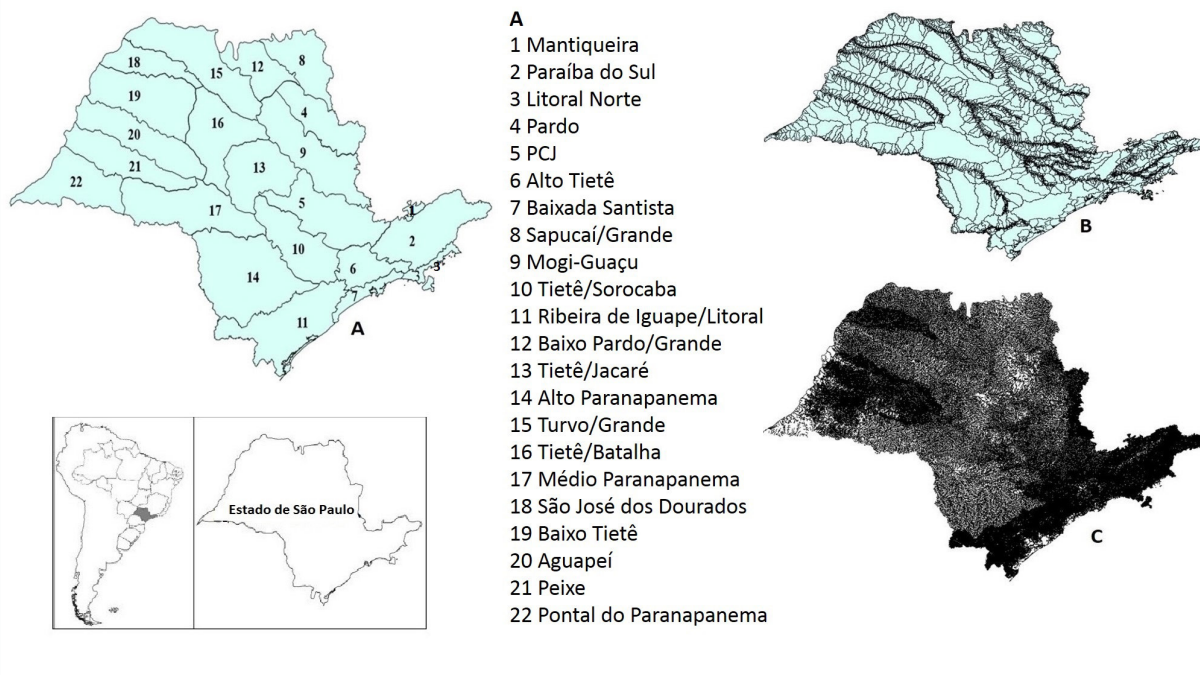 18
15
12
8
19
16
4
20
13
9
21
22
17
5
1
2
10
3
6
14
7
11
A
Estado de São Paulo
A
1 Mantiqueira
2 Paraíba do Sul
3 Litoral Norte
4 Pardo
5 PCJ
6 Alto Tietê
7 Baixada Santista
8 Sapucaí/Grande
9 Mogi-Guaçu
10 Tietê/Sorocaba
11 Ribeira de Iguape/Litoral
12 Baixo Pardo/Grande
13 Tietê/Jacaré
14 Alto Paranapanema
15 Turvo/Grande
16 Tietê/Batalha
17 Médio Paranapanema
18 São José dos Dourados
19 Baixo Tietê
20 Aguapeí
21 Peixe
22 Pontal do Paranapanema
B
C